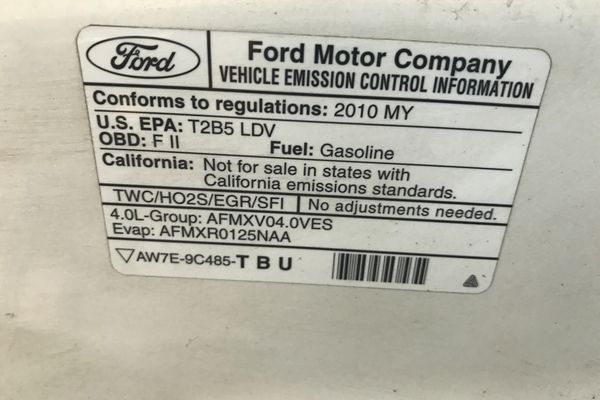 Ford
Ford Motor Company
VEHICLE EMISSION CONTROL INFORMATION
Conforms to regulations: 2010 MY
U.S. EPA: T2B5 LDV
OBD: F II Fuel: Gasoline
California: Not for sale in states with
California emissions standards.
TWC/HO2S/EGR/SFI No adjustments needed.
4.0L-Group: AFMXV04.0VES
Evap: AFMXR0125NAA
AW7E-9C485-T B U